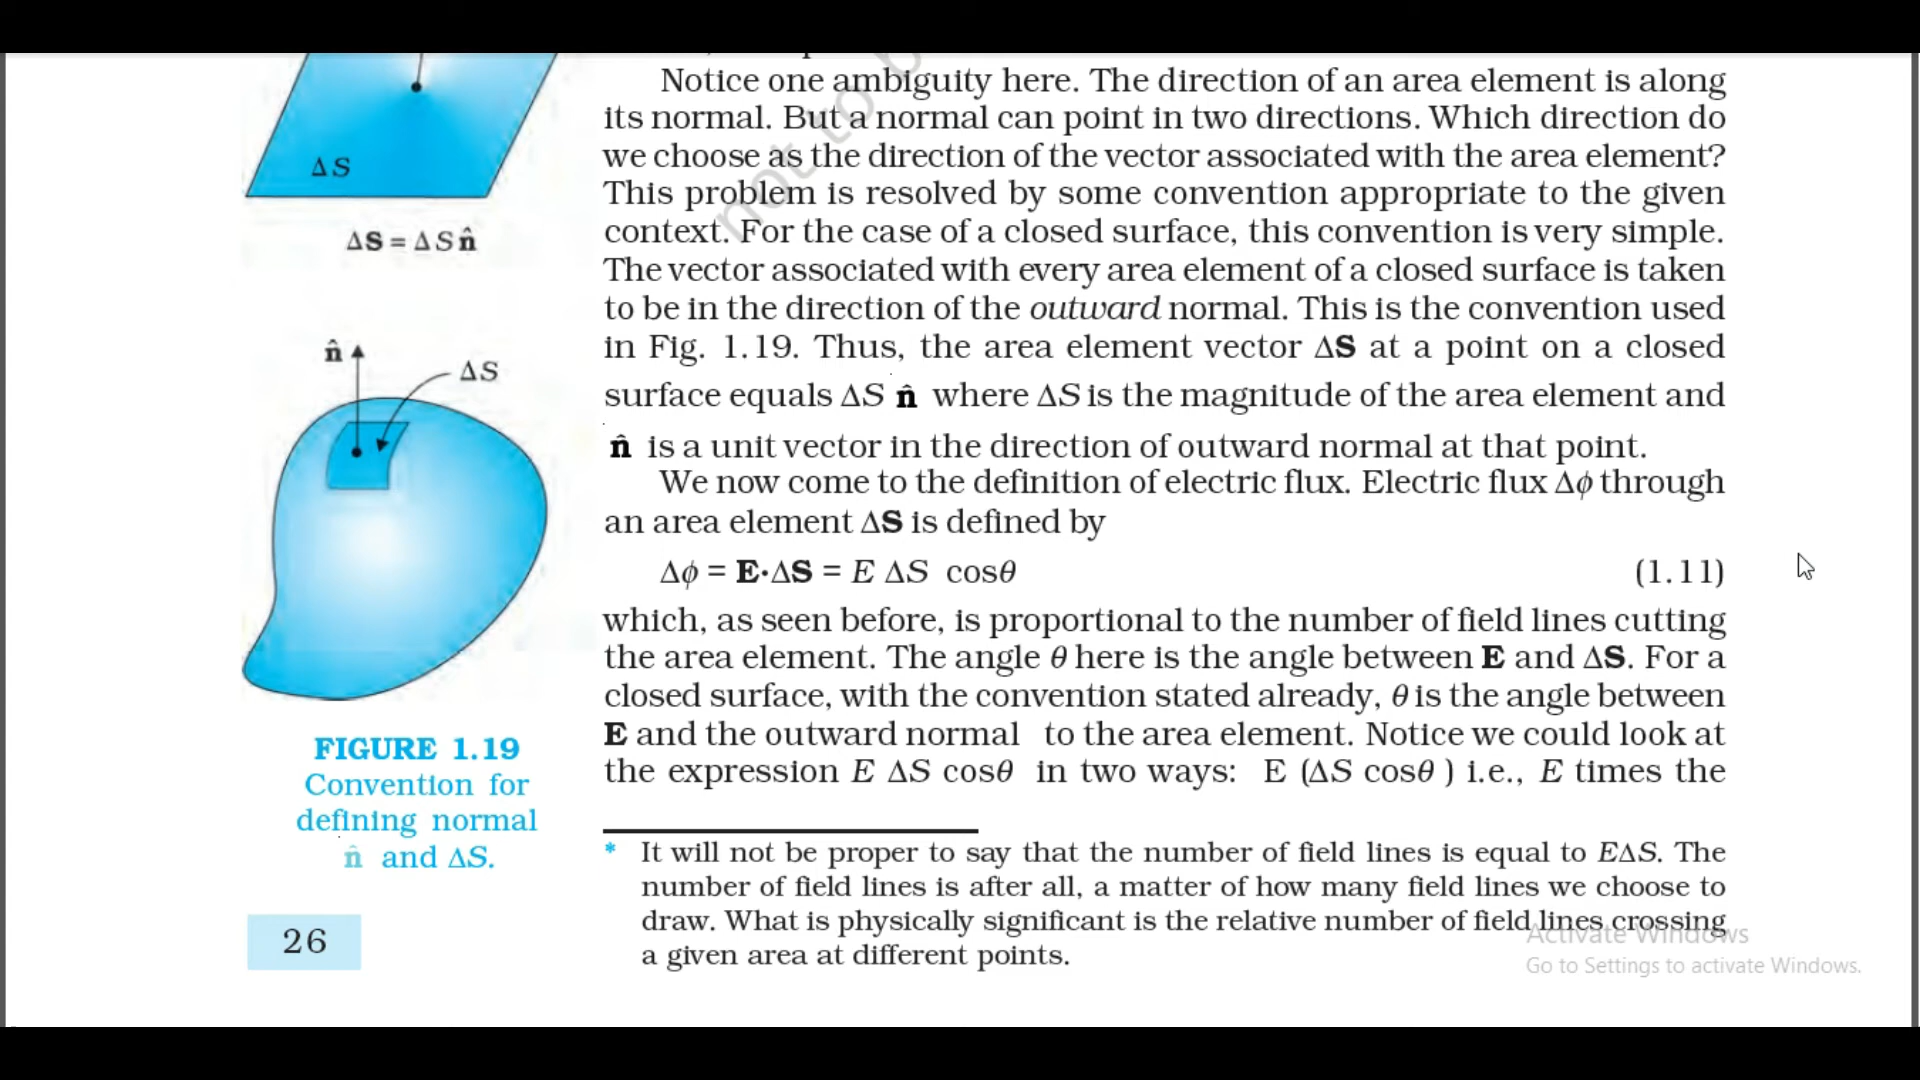 Notice one ambiguity here. The direction of an area element is along
its normal. But a normal can point in two directions. Which direction do
we choose as the direction of the vector associated with the area element?
This problem is resolved by some convention appropriate to the given
context. For the case of a closed surface, this convention is very simple.
The vector associated with every area element of a closed surface is taken
to be in the direction of the outward normal. This is the convention used
in Fig. 1.19. Thus, the area element vector ΔS at a point on a closed
surface equals ΔS n̂ where ΔS is the magnitude of the area element and
n̂ is a unit vector in the direction of outward normal at that point.
We now come to the definition of electric flux. Electric flux Δϕ through
an area element ΔS is defined by
Δϕ = E·ΔS = E ΔS cosθ (1.11)
which, as seen before, is proportional to the number of field lines cutting
the area element. The angle θ here is the angle between E and ΔS. For a
closed surface, with the convention stated already, θ is the angle between
E and the outward normal to the area element. Notice we could look at
the expression E ΔS cosθ in two ways: E (ΔS cosθ ) i.e., E times the
* It will not be proper to say that the number of field lines is equal to EΔS. The
number of field lines is after all, a matter of how many field lines we choose to
draw. What is physically significant is the relative number of field lines crossing
a given area at different points.
ΔS
ΔS = ΔS n̂
n̂
ΔS
FIGURE 1.19
Convention for
defining normal
n̂ and ΔS.
26
not to b
Activate Windows
Go to Settings to activate Windows.